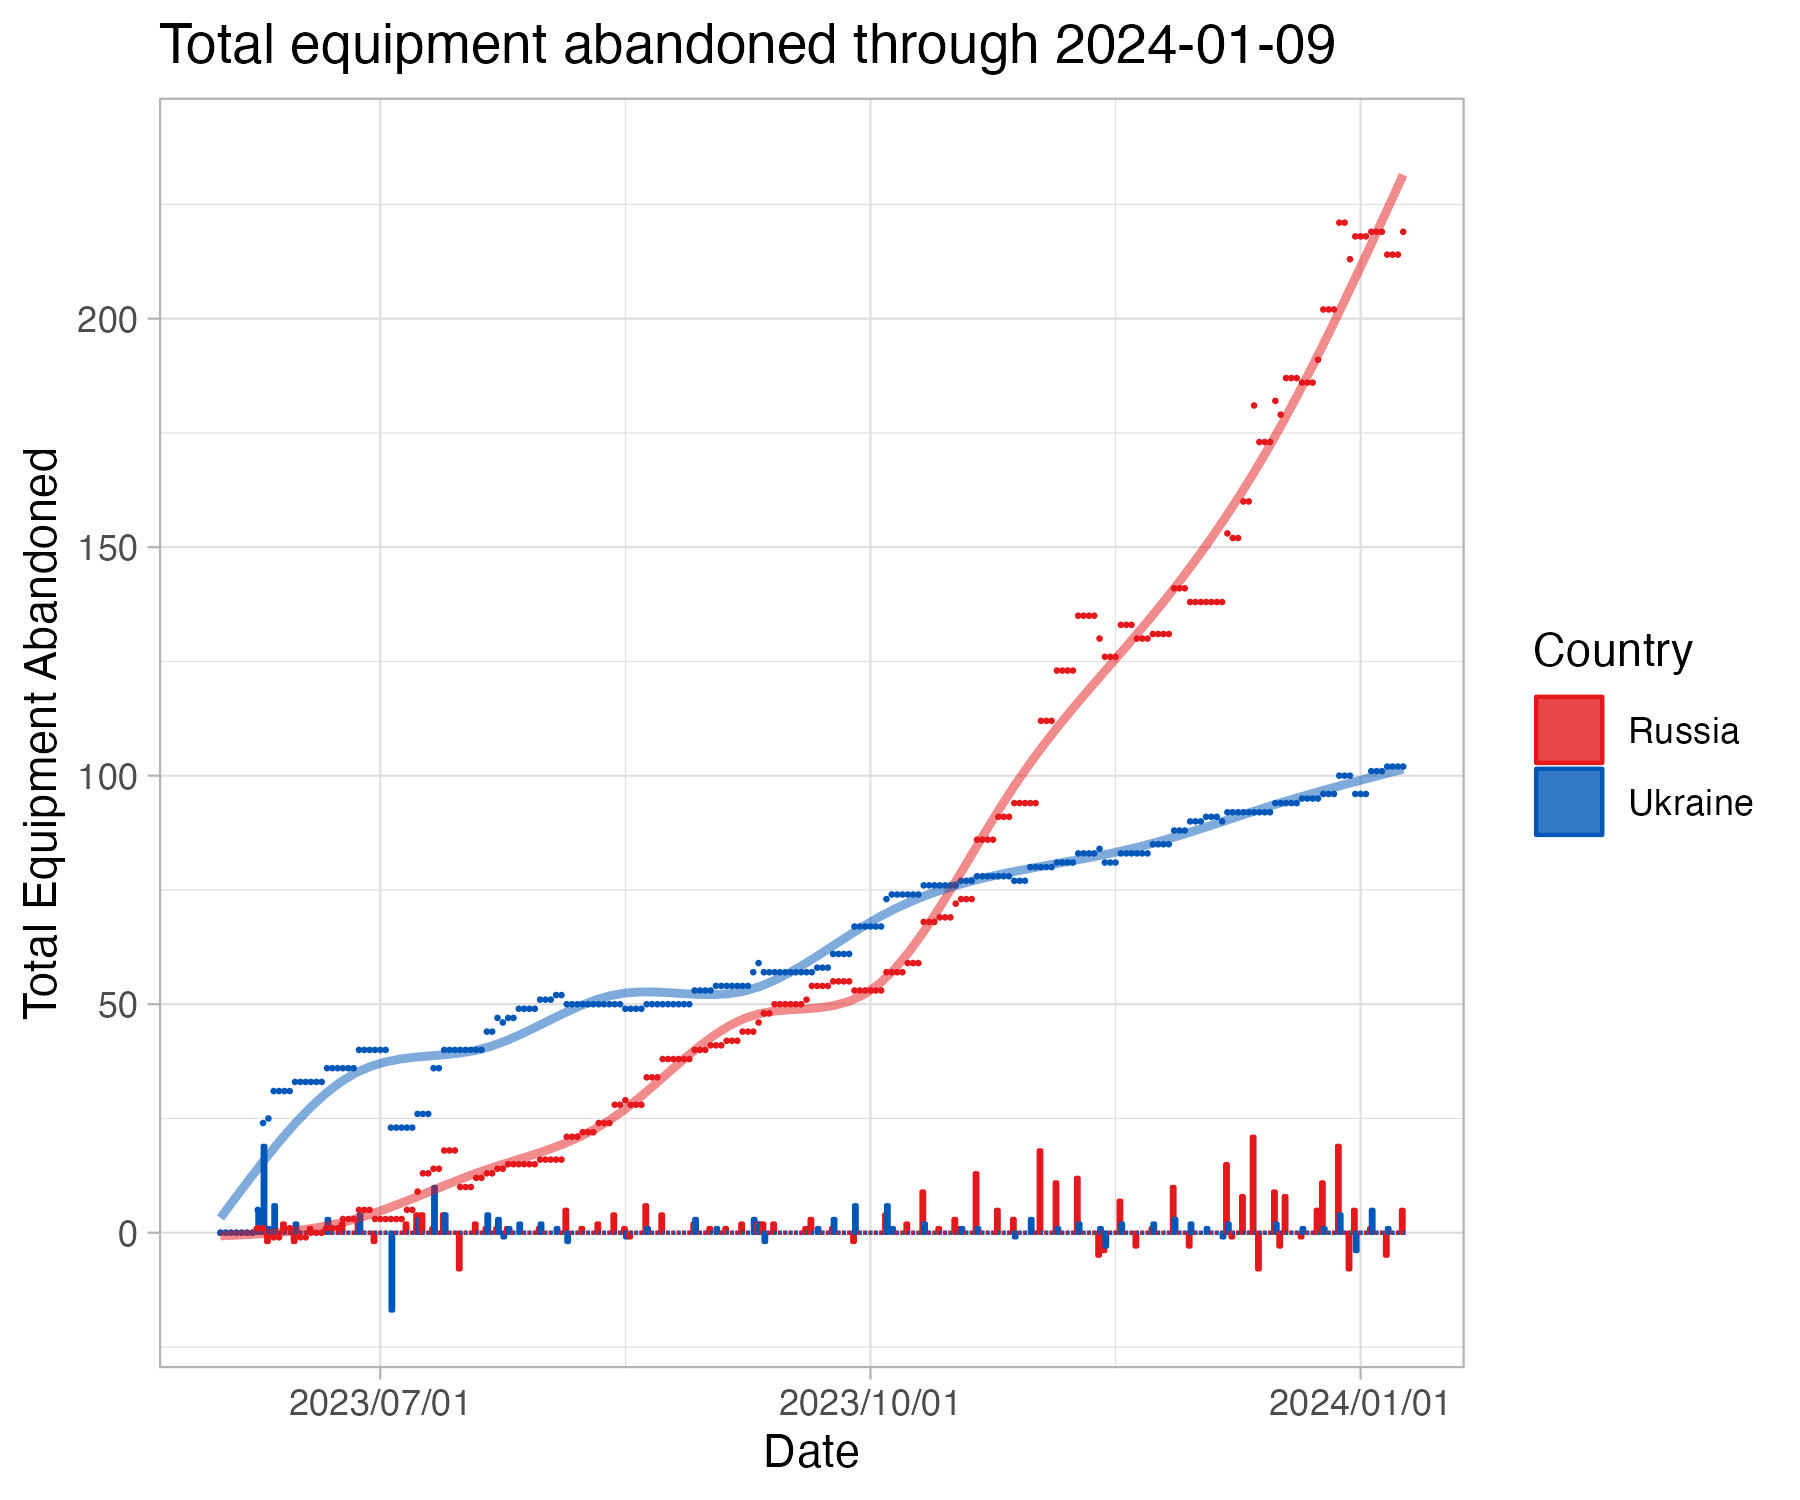 Total equipment abandoned through 2024-01-09
Total Equipment Abandoned
200
150
100
50
0
2023/07/01
2023/10/01
2024/01/01
Date
Country
Russia
Ukraine